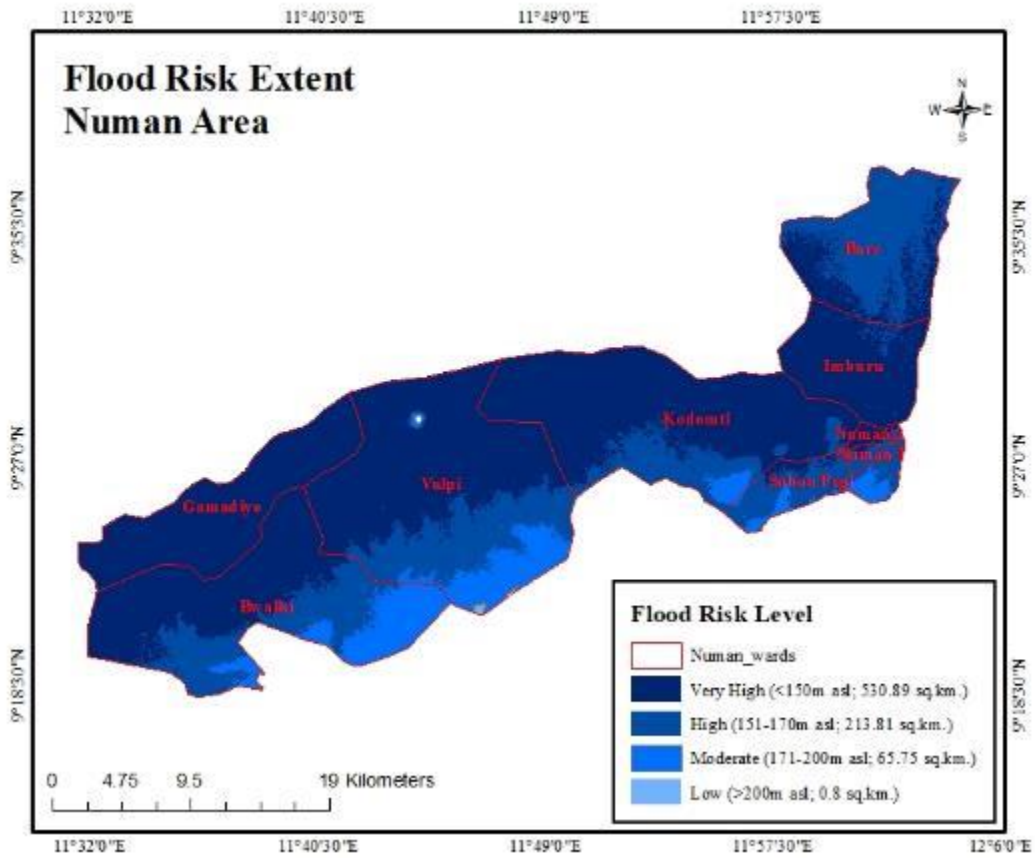 11°32'0"E 11°40'30"E 11°49'0"E 11°57'30"E
Flood Risk Extent
Numan Area
N
W E
S
9°35'30"N
9°35'30"N
Bare
Imburu
Kodomti
Numan
Numan I
9°27'0"N
9°27'0"N
Vulpi
Sabon Pegi
Gamadiyo
Bwalki
9°18'30"N
9°18'30"N
Flood Risk Level
Numan_wards
Very High (<150m asl; 530.89 sq.km.)
High (151-170m asl; 213.81 sq.km.)
Moderate (171-200m asl; 65.75 sq.km.)
Low (>200m asl; 0.8 sq.km.)
0 4.75 9.5 19 Kilometers
11°32'0"E 11°40'30"E 11°49'0"E 11°57'30"E 12°6'0"E